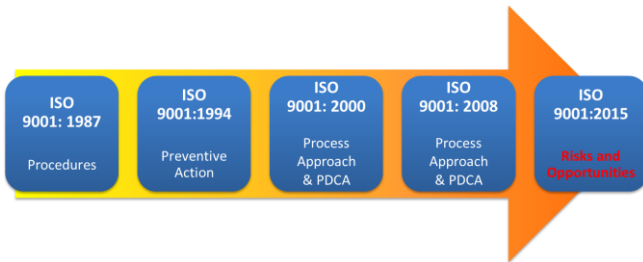 ISO
9001: 1987
Procedures
ISO
9001:1994
Preventive
Action
ISO
9001: 2000
Process
Approach
& PDCA
ISO
9001: 2008
Process
Approach
& PDCA
ISO
9001:2015
Risks and
Opportunities